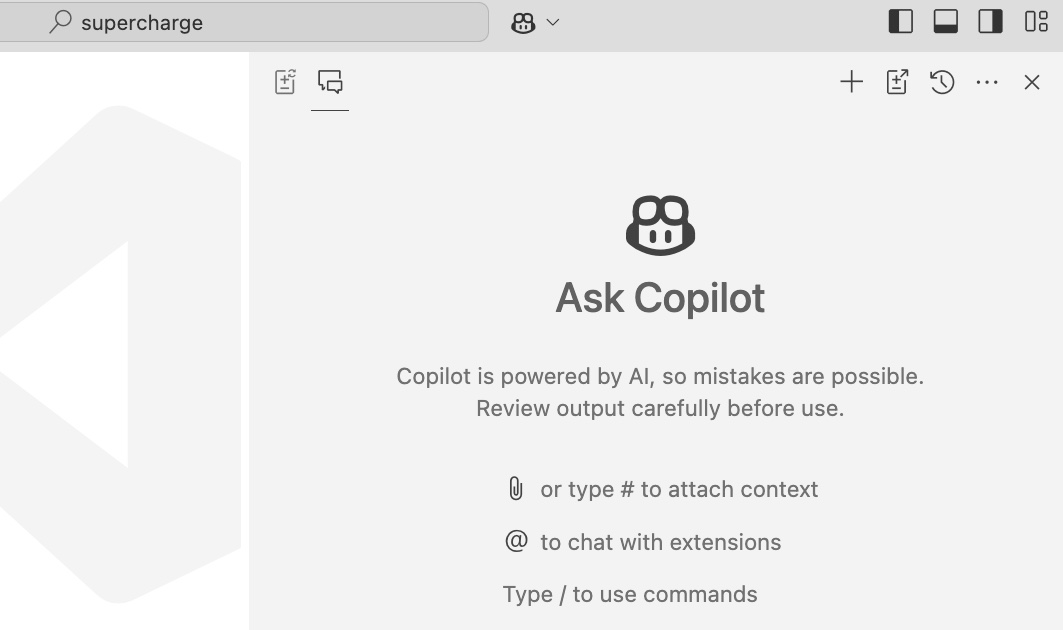 supercharge
Ask Copilot
Copilot is powered by AI, so mistakes are possible.
Review output carefully before use.
or type # to attach context
@ to chat with extensions
Type / to use commands